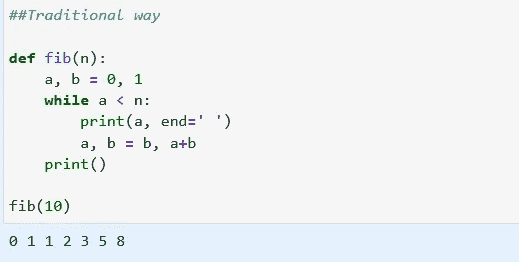 ##Traditional way
def fib(n):
    a, b = 0, 1
    while a < n:
        print(a, end=' ')
        a, b = b, a+b
    print()
fib(10)
0 1 1 2 3 5 8